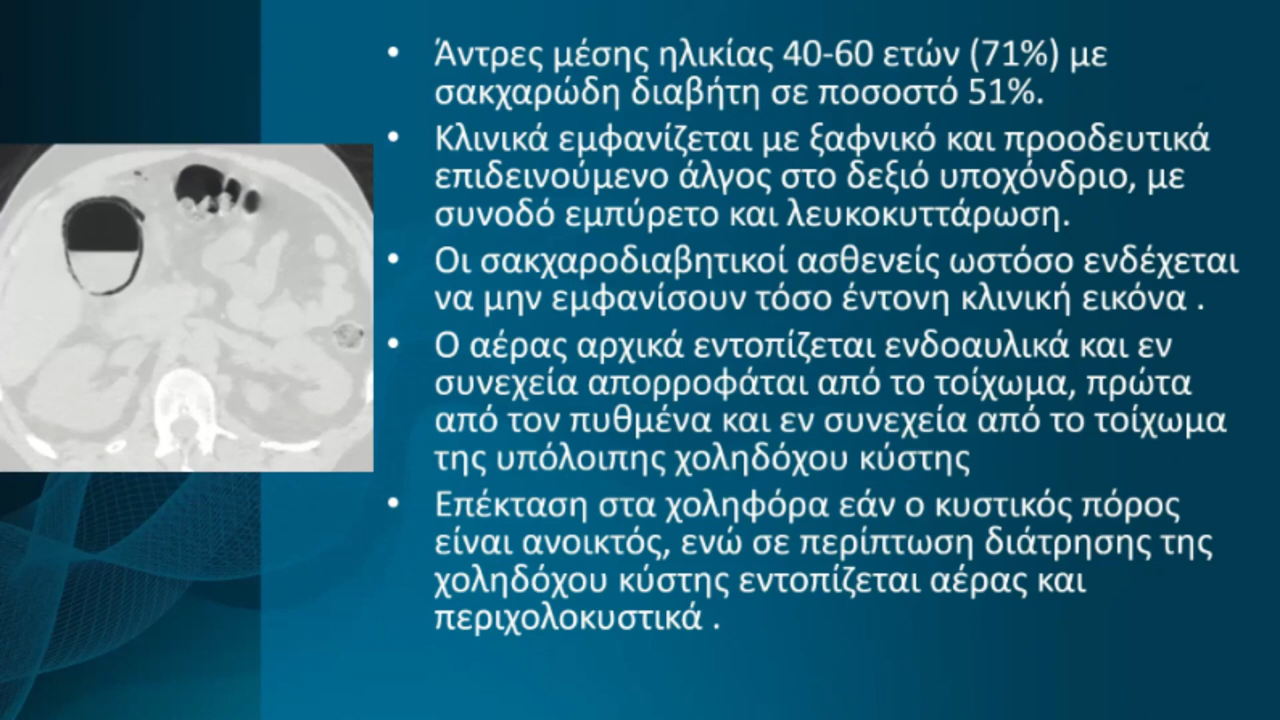 • Άντρες μέσης ηλικίας 40-60 ετών (71%) με
σακχαρώδη διαβήτη σε ποσοστό 51%.
• Κλινικά εμφανίζεται με ξαφνικό και προοδευτικά
επιδεινούμενο άλγος στο δεξιό υποχόνδριο, με
συνοδό εμπύρετο και λευκοκυττάρωση.
• Οι σακχαροδιαβητικοί ασθενείς ωστόσο ενδέχεται
να μην εμφανίσουν τόσο έντονη κλινική εικόνα .
• Ο αέρας αρχικά εντοπίζεται ενδοαυλικά και εν
συνεχεία απορροφάται από το τοίχωμα, πρώτα
από τον πυθμένα και εν συνεχεία από το τοίχωμα
της υπόλοιπης χοληδόχου κύστης
• Επέκταση στα χοληφόρα εάν ο κυστικός πόρος
είναι ανοικτός, ενώ σε περίπτωση διάτρησης της
χοληδόχου κύστης εντοπίζεται αέρας και
περιχολοκυστικά .